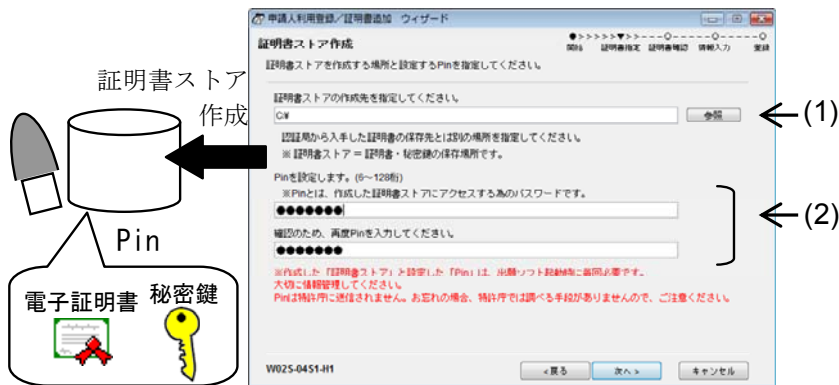 申請人利用登録／証明書追加　ウィザード
証明書ストア作成
●>>>>>▼>>---○------○-----○
開始　証明書指定　証明書確認　情報入力　登録
証明書ストアを作成する場所と設定するPinを指定してください。
証明書ストア
作成
証明書ストアの作成先を指定してください。
C:¥
参照
(1)
認証局から入手した証明書の保存先とは別の場所を指定してください。
※ 証明書ストア = 証明書・秘密鍵の保存場所です。
Pinを設定します。(6～128桁)
※Pinとは、作成した証明書ストアにアクセスする為のパスワードです。
●●●●●●●
(2)
確認のため、再度Pinを入力してください。
●●●●●●●
※作成した「証明書ストア」と設定した「Pin」は、出願ソフト起動時に毎回必要です。
大切に情報管理してください。
Pinは特許庁に送信されません。お忘れの場合、特許庁では調べる手段がありませんので、ご注意ください。
Pin
電子証明書
秘密鍵
W02S-04S1-H1
<戻る
次へ >
キャンセル